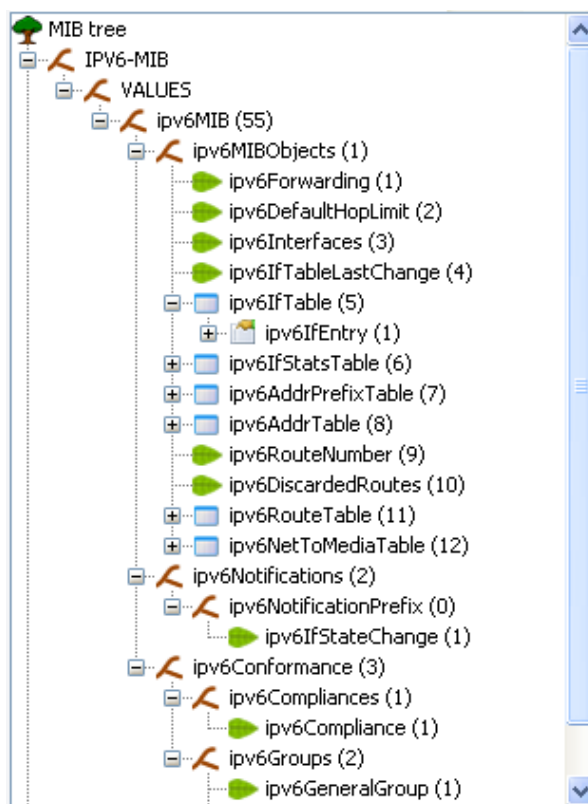 MIB tree
IPV6-MIB
VALUES
ipv6MIB (55)
ipv6MIBObjects (1)
ipv6Forwarding (1)
ipv6DefaultHopLimit (2)
ipv6Interfaces (3)
ipv6IfTableLastChange (4)
ipv6IfTable (5)
ipv6IfEntry (1)
ipv6IfStatsTable (6)
ipv6AddrPrefixTable (7)
ipv6AddrTable (8)
ipv6RouteNumber (9)
ipv6DiscardedRoutes (10)
ipv6RouteTable (11)
ipv6NetToMediaTable (12)
ipv6Notifications (2)
ipv6NotificationPrefix (0)
ipv6IfStateChange (1)
ipv6Conformance (3)
ipv6Compliances (1)
ipv6Compliance (1)
ipv6Groups (2)
ipv6GeneralGroup (1)